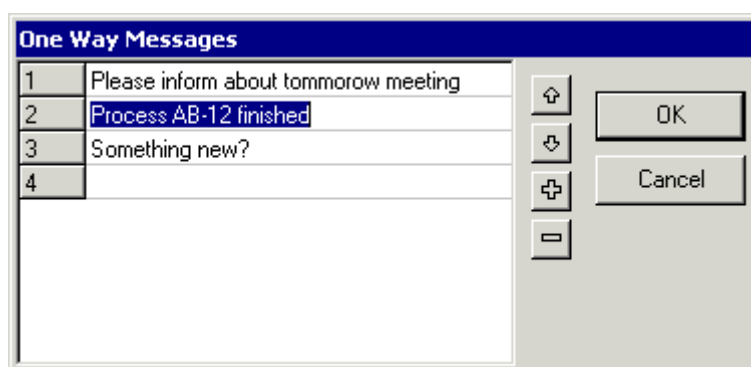 One Way Messages
1 Please inform about tommorow meeting
2 Process AB-12 finished
3 Something new?
4
OK
Cancel